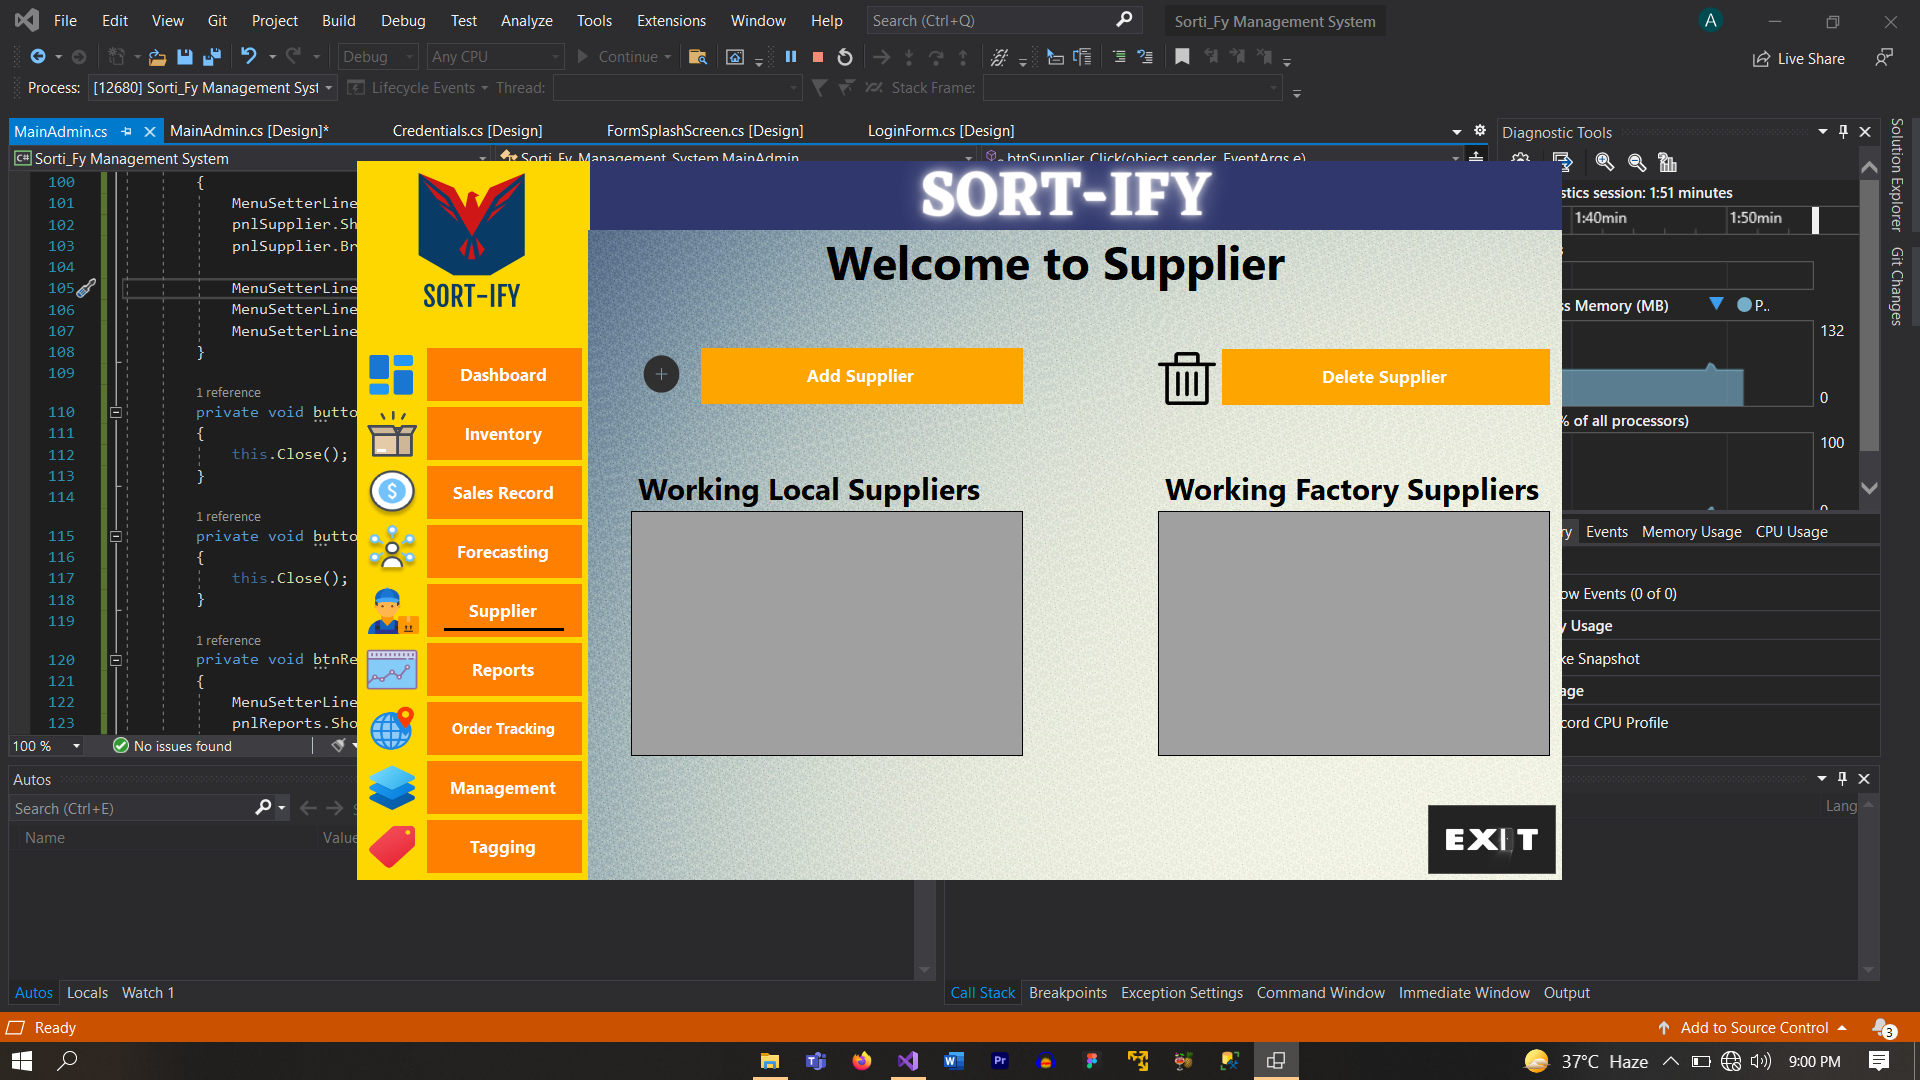 File Edit View Git Project Build Debug Test Analyze Tools Extensions Window Help Search (Ctrl+Q) Sorti_Fy Management System A
Debug Any CPU Continue Live Share
Process: [12680] Sorti_Fy Management Syst Lifecycle Events Thread: Stack Frame:
MainAdmin.cs MainAdmin.cs [Design]* Credentials.cs [Design] FormSplashScreen.cs [Design] LoginForm.cs [Design]
C# Sorti_Fy Management System Sorti_Fy_Management_System.MainAdmin btnSupplier_Click(object sender, EventArgs e)
100 {
101 MenuSetterLine
102 pnlSupplier.Sh
103 pnlSupplier.Br
104
105 MenuSetterLine
106 MenuSetterLine
107 MenuSetterLine
108 }
109
1 reference
110 private void butto
111 {
112 this.Close();
113 }
114
1 reference
115 private void butto
116 {
117 this.Close();
118 }
119
1 reference
120 private void btnRe
121 {
122 MenuSetterLine
123 pnlReports.Sho
100 % No issues found
SORT-IFY
SORT-IFY
Dashboard
Inventory
Sales Record
Forecasting
Supplier
Reports
Order Tracking
Management
Tagging
Welcome to Supplier
Add Supplier Delete Supplier
Working Local Suppliers Working Factory Suppliers
EXIT
Diagnostic Tools
stics session: 1:51 minutes
1:40min 1:50min
ss Memory (MB) P..
132
0
% of all processors)
100
0
ry Events Memory Usage CPU Usage
ow Events (0 of 0)
y Usage
ke Snapshot
age
cord CPU Profile
Solution Explorer
Git Changes
Autos
Search (Ctrl+E)
Name Value
Lang
Autos Locals Watch 1
Call Stack Breakpoints Exception Settings Command Window Immediate Window Output
Ready Add to Source Control 3
W Pr 37°C Haze 9:00 PM